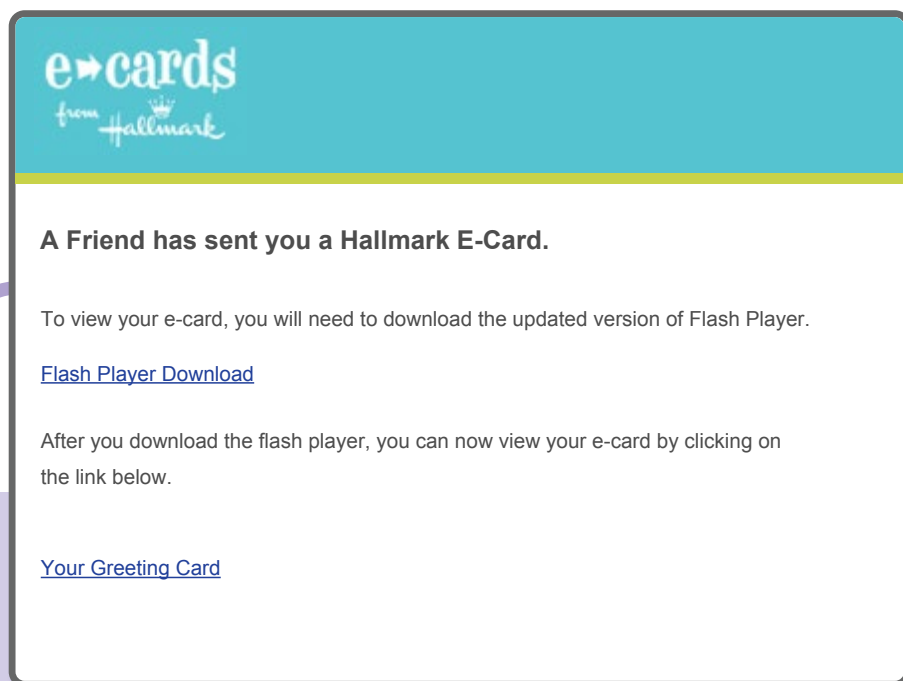 e➻cards
from Hallmark
A Friend has sent you a Hallmark E-Card.
To view your e-card, you will need to download the updated version of Flash Player.
Flash Player Download
After you download the flash player, you can now view your e-card by clicking on
the link below.
Your Greeting Card